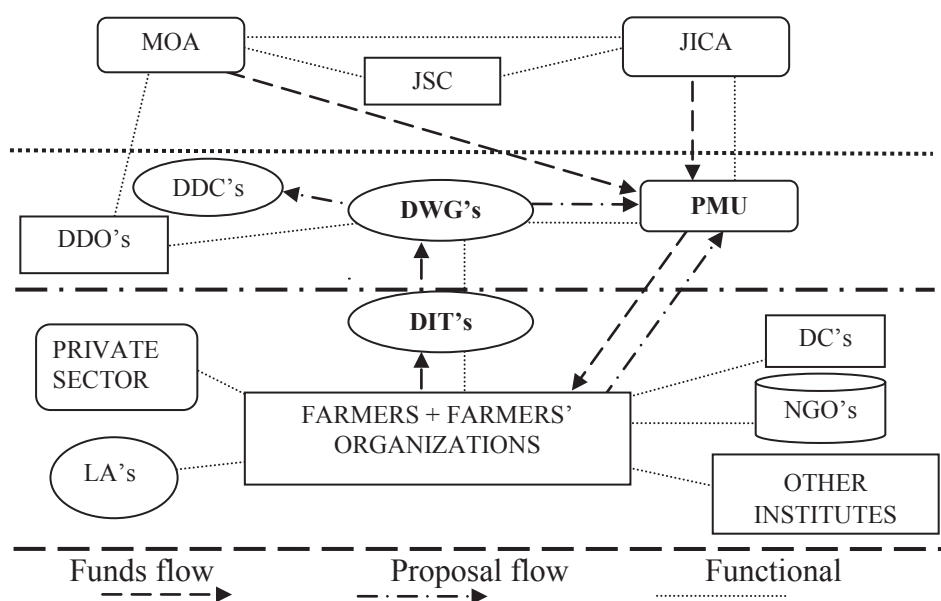 MOA
JICA
JSC
DDC's
DWG's
PMU
DDO's
DIT's
PRIVATE
SECTOR
DC's
FARMERS + FARMERS'
ORGANIZATIONS
NGO's
LA's
OTHER
INSTITUTES
Funds flow
Proposal flow
Functional